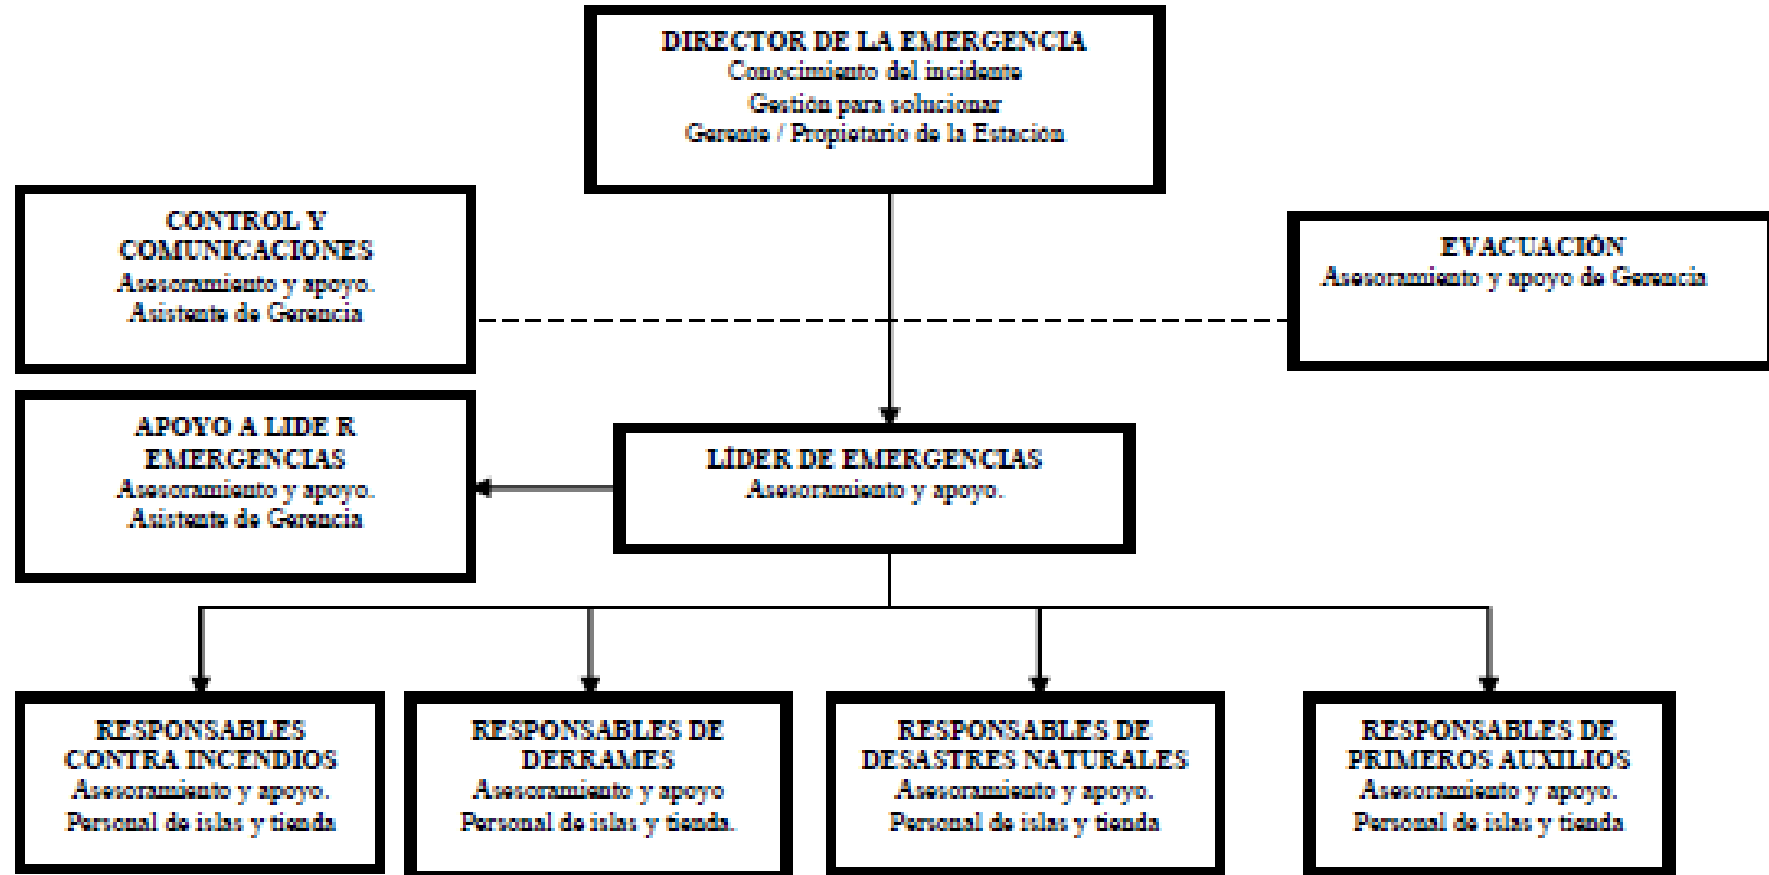 DIRECTOR DE LA EMERGENCIA
Conocimiento del incidente
Gestión para solucionar
Gerente / Propietario de la Estación
CONTROL Y
COMUNICACIONES
Asesoramiento y apoyo.
Asistente de Gerencia
EVACUACIÓN
Asesoramiento y apoyo de Gerencia
APOYO A LIDE R
EMERGENCIAS
Asesoramiento y apoyo.
Asistente de Gerencia
LÍDER DE EMERGENCIAS
Asesoramiento y apoyo.
RESPONSABLES
CONTRA INCENDIOS
Asesoramiento y apoyo.
Personal de islas y tienda
RESPONSABLES DE
DERRAMES
Asesoramiento y apoyo
Personal de islas y tienda.
RESPONSABLES DE
DESASTRES NATURALES
Asesoramiento y apoyo.
Personal de islas y tienda
RESPONSABLES DE
PRIMEROS AUXILIOS
Asesoramiento y apoyo.
Personal de islas y tienda